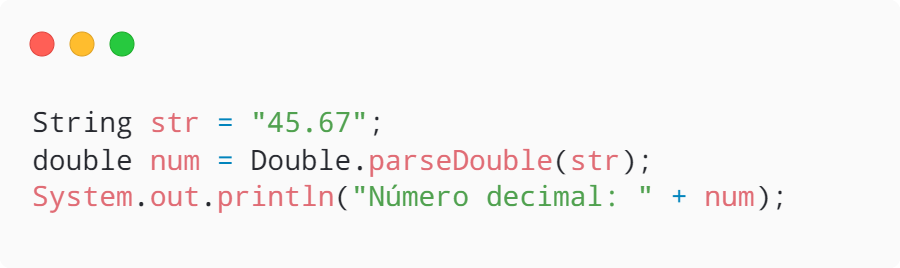 String str = "45.67";
double num = Double.parseDouble(str);
System.out.println("Número decimal: " + num);